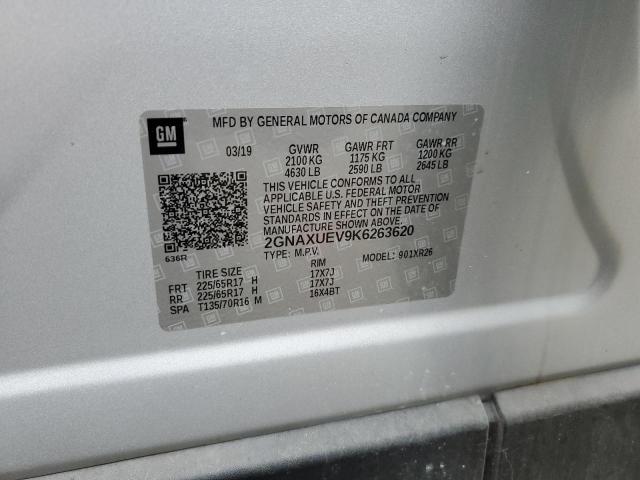 GM
MFD BY GENERAL MOTORS OF CANADA COMPANY
03/19 GVWR GAWR FRT GAWR RR
2100 KG 1175 KG 1200 KG
4630 LB 2590 LB 2645 LB
THIS VEHICLE CONFORMS TO ALL
APPLICABLE U.S. FEDERAL MOTOR
VEHICLE SAFETY AND THEFT PREVENTION
STANDARDS IN EFFECT ON THE DATE OF
MANUFACTURE SHOWN ABOVE.
2GNAXUEV9K6263620
636R
TYPE: M.P.V. MODEL: 901XR26
TIRE SIZE RIM
FRT 225/65R17 H 17X7J
RR 225/65R17 H 17X7J
SPA T135/70R16 M 16X4BT